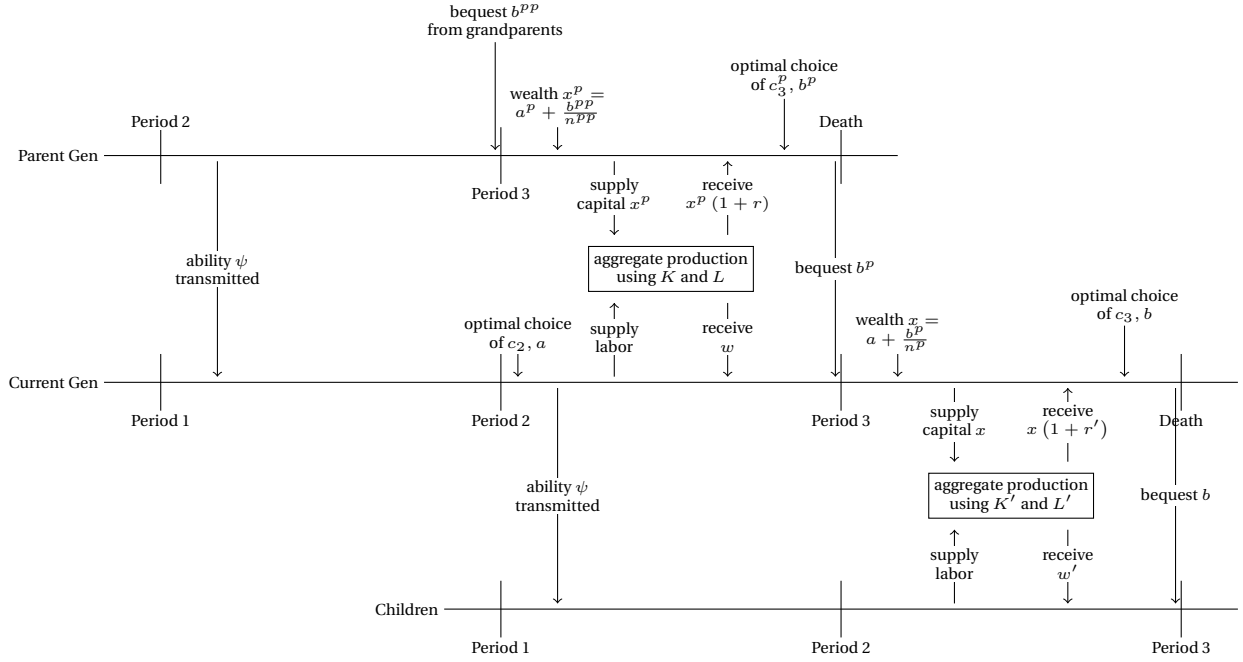 bequest b^{pp}
from grandparents
optimal choice
of c_3^p, b^p
wealth x^p =
a^p + \frac{b^{pp}}{n^{pp}}
Period 2
Death
Parent Gen
Period 3
supply
capital x^p
receive
x^p (1 + r)
ability ψ
transmitted
aggregate production
using K and L
bequest b^p
optimal choice
of c_2, a
supply
labor
receive
w
wealth x =
a + \frac{b^p}{n^p}
optimal choice
of c_3, b
Current Gen
Period 1
Period 2
Period 3
supply
capital x
receive
x (1 + r′)
Death
ability ψ
transmitted
aggregate production
using K′ and L′
bequest b
supply
labor
receive
w′
Children
Period 1
Period 2
Period 3